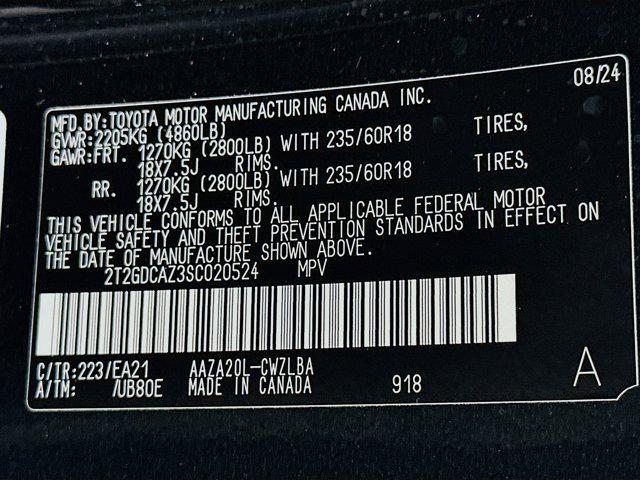 08/24
MFD.BY:TOYOTA MOTOR MANUFACTURING CANADA INC.
GVWR:2205KG (4860LB)
GAWR:FRT. 1270KG (2800LB) WITH 235/60R18 TIRES,
18X7.5J RIMS.
RR. 1270KG (2800LB) WITH 235/60R18 TIRES,
18X7.5J RIMS.
THIS VEHICLE CONFORMS TO ALL APPLICABLE FEDERAL MOTOR
VEHICLE SAFETY AND THEFT PREVENTION STANDARDS IN EFFECT ON
THE DATE OF MANUFACTURE SHOWN ABOVE.
2T2GDCAZ3SC020524 MPV
C/TR:223/EA21 AAZA20L-CWZLBA
A/TM: /UB80E MADE IN CANADA 918 A